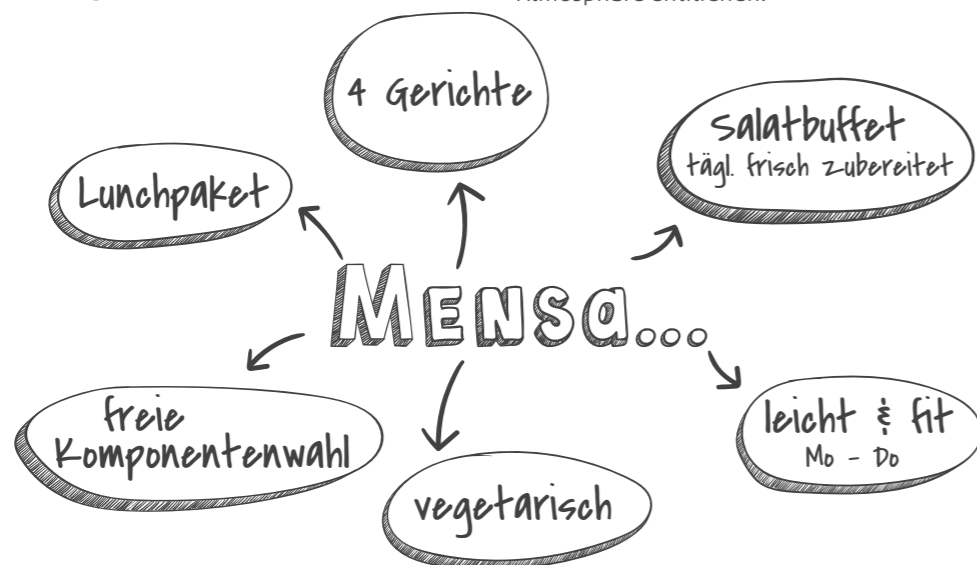 4 Gerichte
Salatbuffet
tägl. frisch zubereitet
Lunchpaket
MENSA...
freie
Komponentenwahl
leicht & fit
Mo - Do
vegetarisch